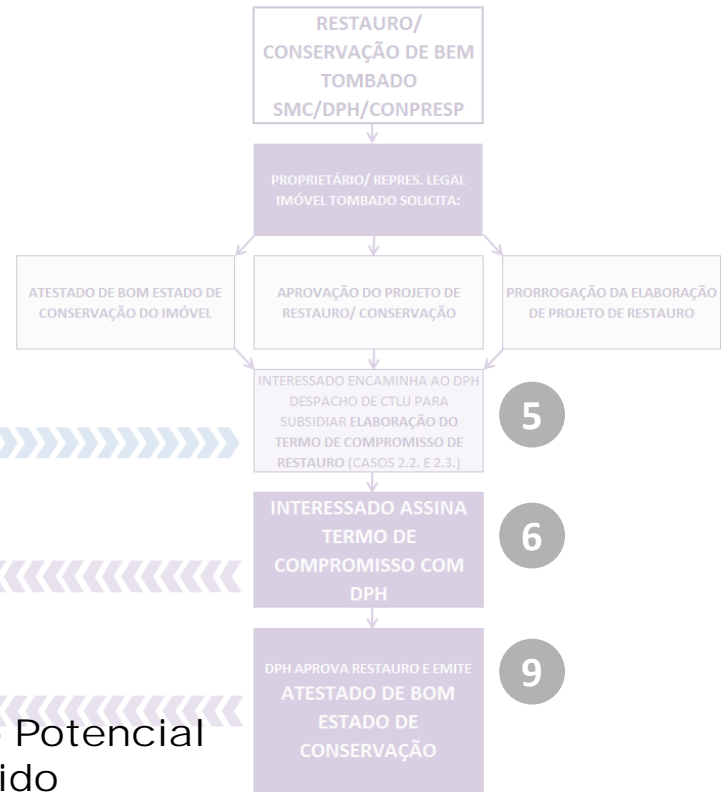 RESTAURO/
CONSERVAÇÃO DE BEM
TOMBADO
SMC/DPH/CONPRESP
PROPRIETÁRIO/ REPRES. LEGAL
IMÓVEL TOMBADO SOLICITA:
ATESTADO DE BOM ESTADO DE
CONSERVAÇÃO DO IMÓVEL
APROVAÇÃO DO PROJETO DE
RESTAURO/ CONSERVAÇÃO
PRORROGAÇÃO DA ELABORAÇÃO
DE PROJETO DE RESTAURO
INTERESSADO ENCAMINHA AO DPH
DESPACHO DE CTLU PARA
SUBSIDIAR ELABORAÇÃO DO
TERMO DE COMPROMISSO DE
RESTAURO (CASOS 2.2. E 2.3.)
5
INTERESSADO ASSINA
TERMO DE
COMPROMISSO COM
DPH
6
DPH APROVA RESTAURO E EMITE
ATESTADO DE BOM
ESTADO DE
CONSERVAÇÃO
9
Potencial
ido